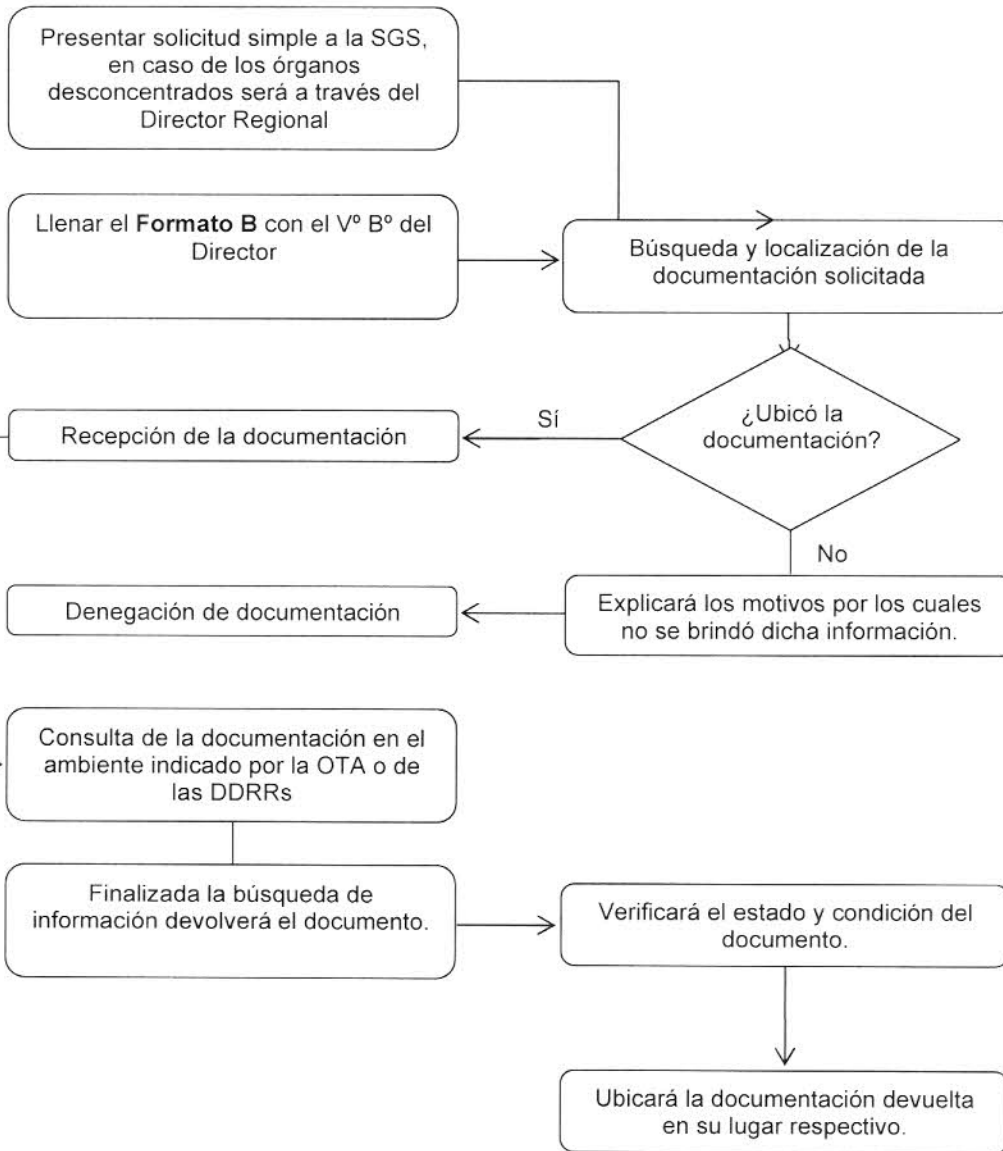 Presentar solicitud simple a la SGS,
en caso de los órganos
desconcentrados será a través del
Director Regional
Llenar el Formato B con el Vº Bº del
Director
Búsqueda y localización de la
documentación solicitada
¿Ubicó la
documentación?
Sí
Recepción de la documentación
No
Explicará los motivos por los cuales
no se brindó dicha información.
Denegación de documentación
Consulta de la documentación en el
ambiente indicado por la OTA o de
las DDRRs
Finalizada la búsqueda de
información devolverá el documento.
Verificará el estado y condición del
documento.
Ubicará la documentación devuelta
en su lugar respectivo.